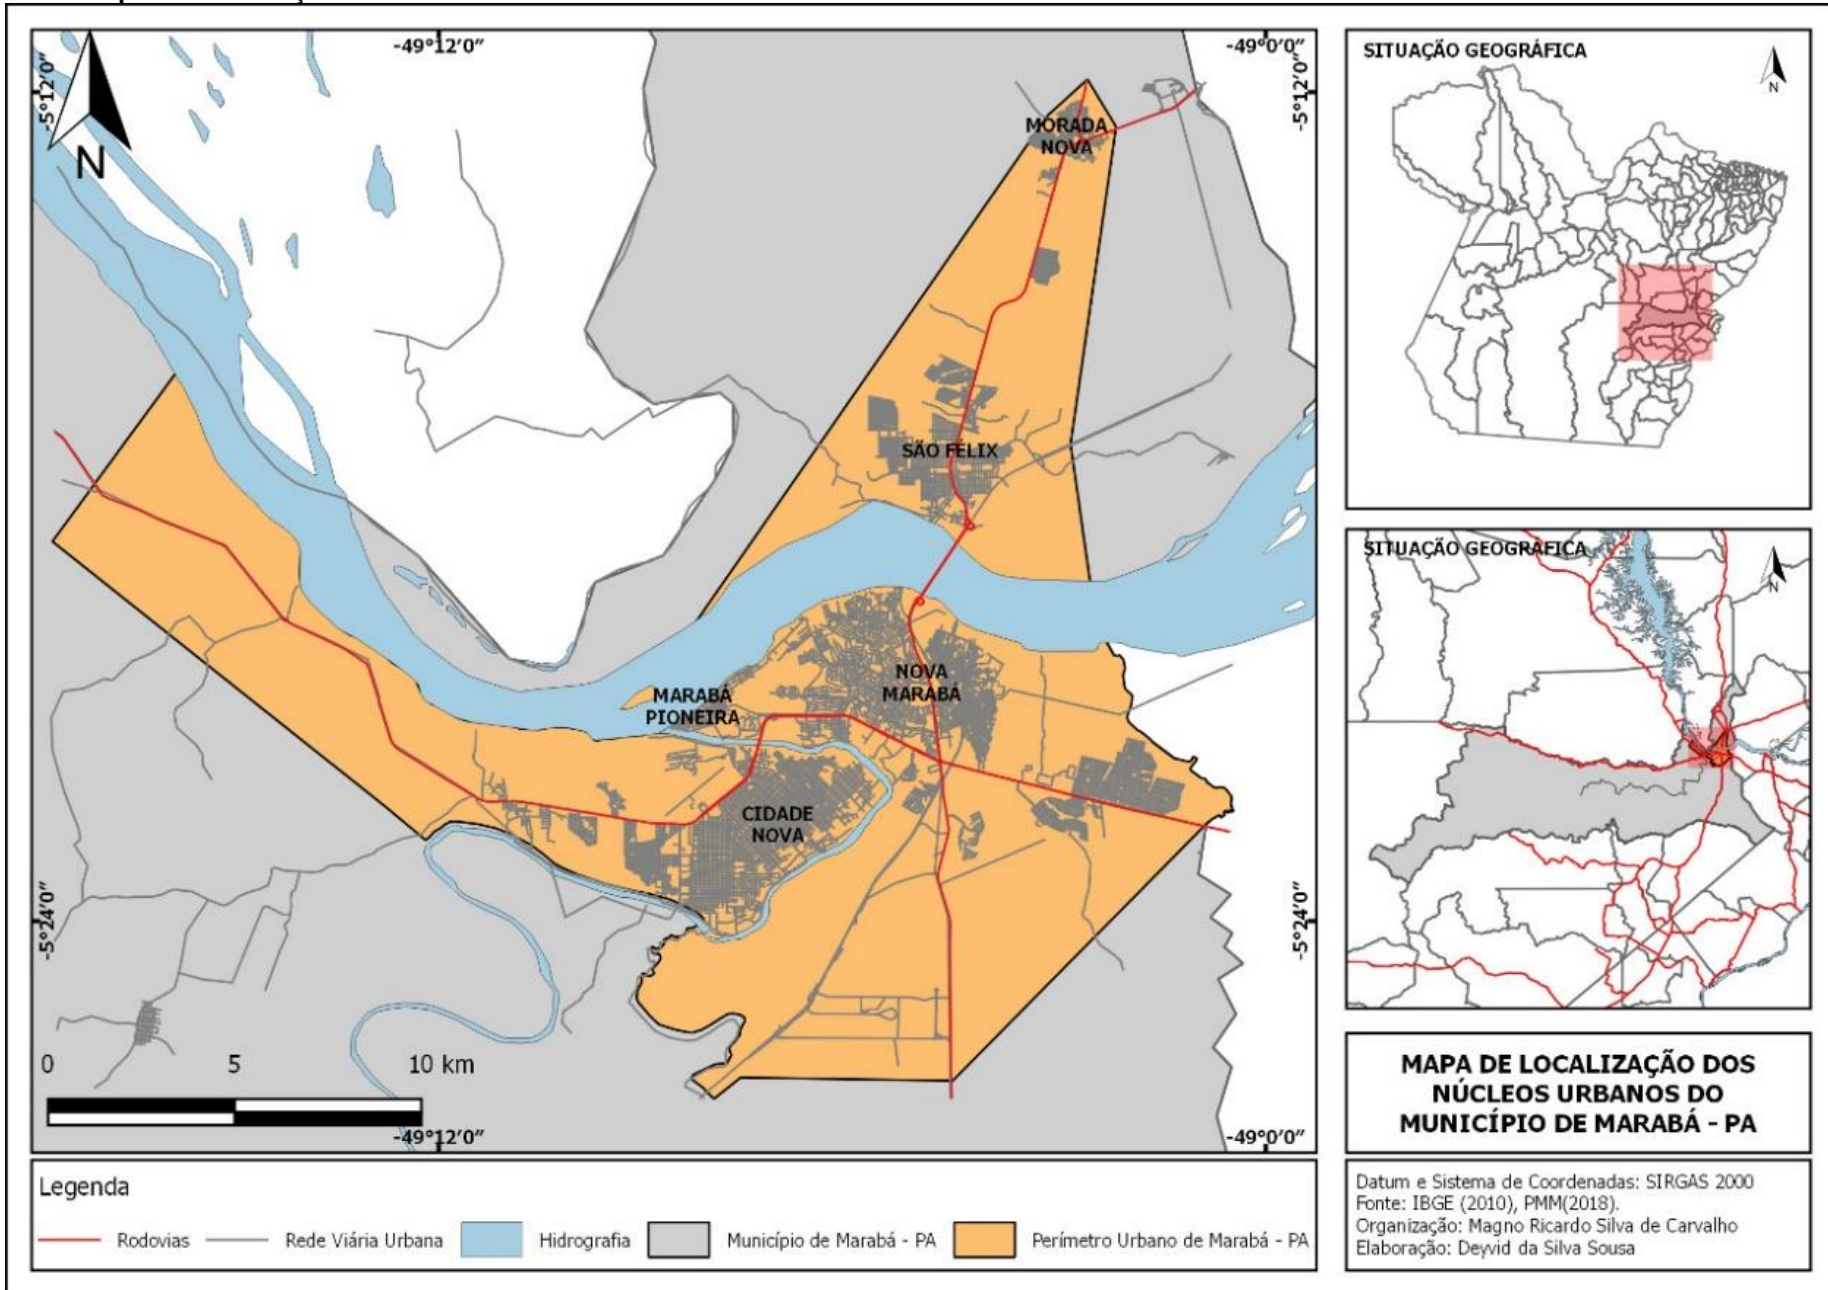 -49°12'0"
-49°0'0"
-5°12'0"
-5°12'0"
N
MORADA
NOVA
SÃO FÉLIX
NOVA
MARABÁ
MARABÁ
PIONEIRA
CIDADE
NOVA
-5°24'0"
-5°24'0"
0 5 10 km
-49°12'0"
-49°0'0"
Legenda
Rodovias
Rede Viária Urbana
Hidrografia
Município de Marabá - PA
Perímetro Urbano de Marabá - PA
SITUAÇÃO GEOGRÁFICA
N
SITUAÇÃO GEOGRÁFICA
N
MAPA DE LOCALIZAÇÃO DOS
NÚCLEOS URBANOS DO
MUNICÍPIO DE MARABÁ - PA
Datum e Sistema de Coordenadas: SIRGAS 2000
Fonte: IBGE (2010), PMM(2018).
Organização: Magno Ricardo Silva de Carvalho
Elaboração: Deyvid da Silva Sousa